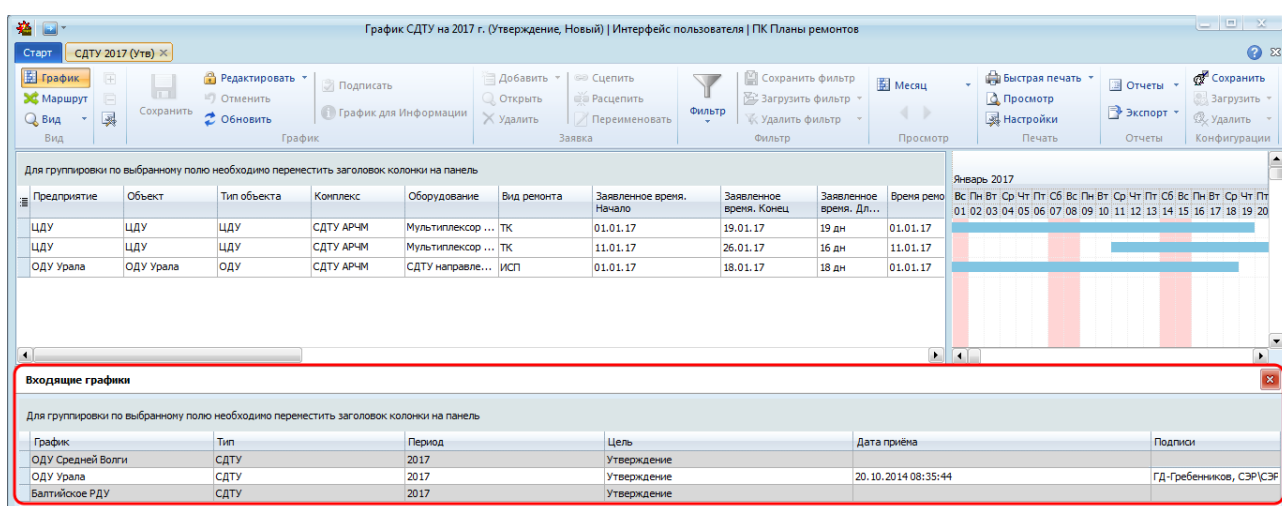 График СДТУ на 2017 г. (Утверждение, Новый) | Интерфейс пользователя | ПК Планы ремонтов
Старт СДТУ 2017 (Утв)
График Редактировать Подписать Добавить Сцепить Сохранить фильтр Месяц Быстрая печать Отчеты Сохранить
Маршрут Сохранить Отменить Открыть Расцепить Фильтр Загрузить фильтр Просмотр Загрузить
Вид Обновить График для Информации Удалить Переименовать Удалить фильтр Настройки Экспорт Удалить
Вид График Заявка Фильтр Просмотр Печать Отчеты Конфигурации
Для группировки по выбранному полю необходимо переместить заголовок колонки на панель
Январь 2017
Предприятие Объект Тип объекта Комплекс Оборудование Вид ремонта Заявленное время. Начало Заявленное время. Конец Заявленное время. Дл... Время ремо
Вс Пн Вт Ср Чт Пт Сб Вс Пн Вт Ср Чт Пт Сб Вс Пн Вт Ср Чт Пт
01 02 03 04 05 06 07 08 09 10 11 12 13 14 15 16 17 18 19 20
ЦДУ ЦДУ ЦДУ СДТУ АРЧМ Мультиплексор ... ТК 01.01.17 19.01.17 19 дн 01.01.17
ЦДУ ЦДУ ЦДУ СДТУ АРЧМ Мультиплексор ... ТК 11.01.17 26.01.17 16 дн 11.01.17
ОДУ Урала ОДУ Урала ОДУ СДТУ АРЧМ СДТУ направле... ИСП 01.01.17 18.01.17 18 дн 01.01.17
Входящие графики
Для группировки по выбранному полю необходимо переместить заголовок колонки на панель
График Тип Период Цель Дата приёма Подписи
ОДУ Средней Волги СДТУ 2017 Утверждение
ОДУ Урала СДТУ 2017 Утверждение 20.10.2014 08:35:44 ГД-Гребенников, СЭР\СЭР
Балтийское РДУ СДТУ 2017 Утверждение